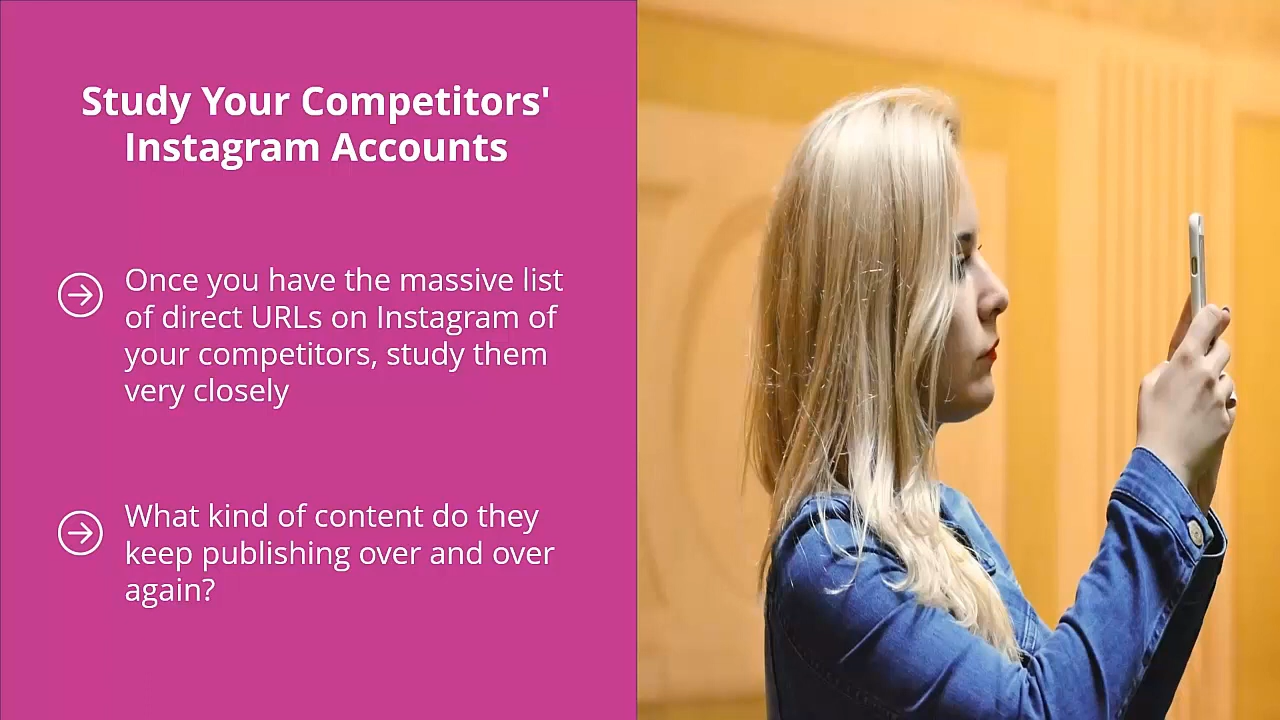 Study Your Competitors'
Instagram Accounts
Once you have the massive list
of direct URLs on Instagram of
your competitors, study them
very closely
What kind of content do they
keep publishing over and over
again?